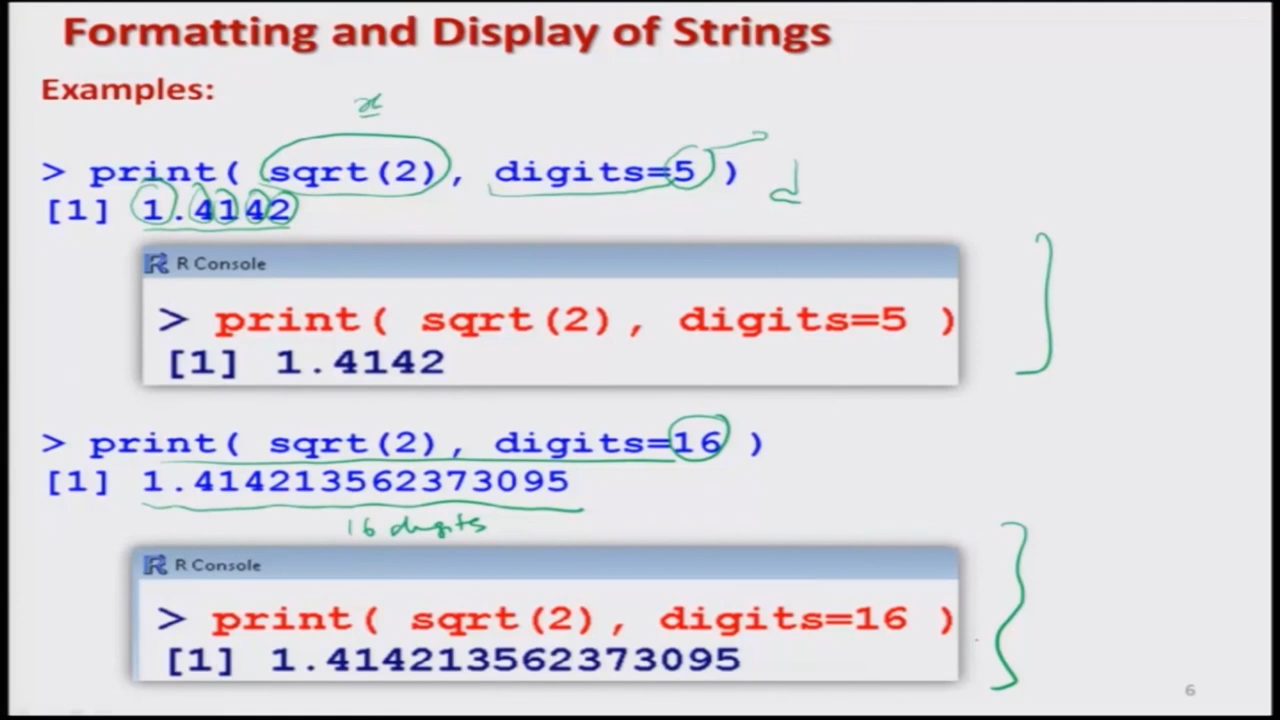 Formatting and Display of Strings
Examples:
x
> print( sqrt(2), digits=5 )
d
[1] 1.4142
R Console
> print( sqrt(2), digits=5 )
[1] 1.4142
> print( sqrt(2), digits=16 )
[1] 1.414213562373095
16 digits
R Console
> print( sqrt(2), digits=16 )
[1] 1.414213562373095
6